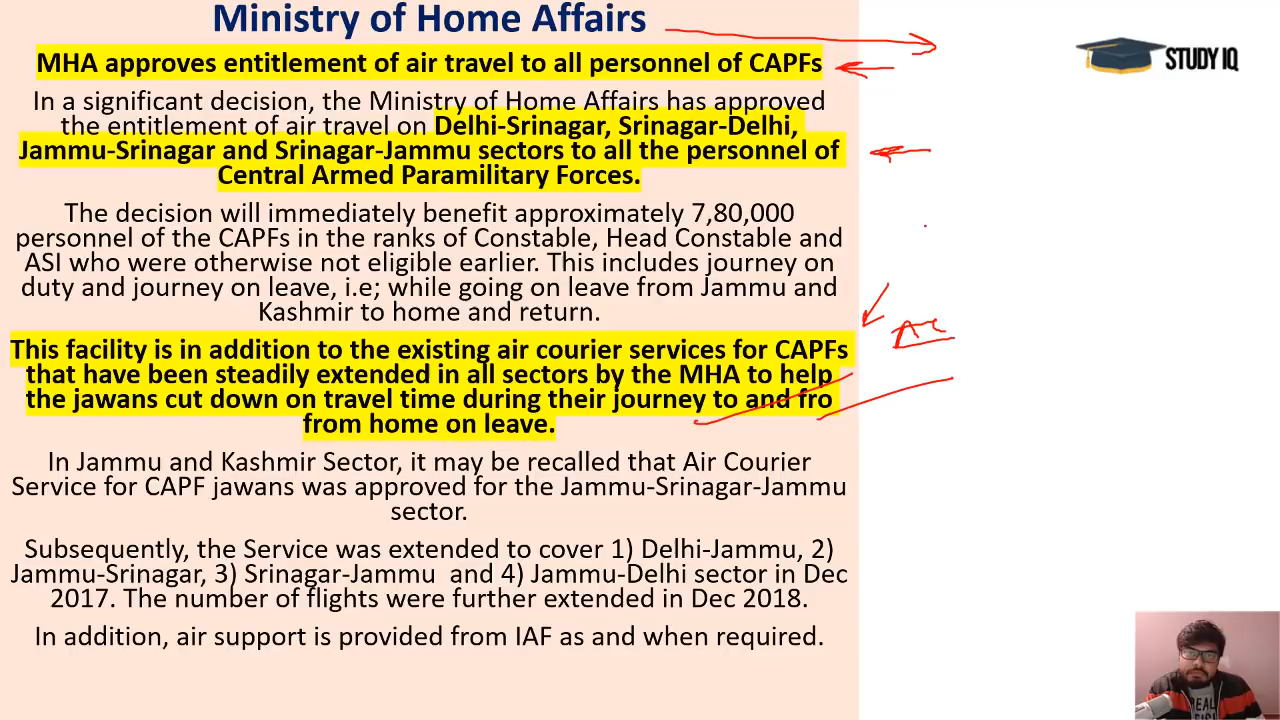 Ministry of Home Affairs
MHA approves entitlement of air travel to all personnel of CAPFs
In a significant decision, the Ministry of Home Affairs has approved
the entitlement of air travel on Delhi-Srinagar, Srinagar-Delhi,
Jammu-Srinagar and Srinagar-Jammu sectors to all the personnel of
Central Armed Paramilitary Forces.
The decision will immediately benefit approximately 7,80,000
personnel of the CAPFs in the ranks of Constable, Head Constable and
ASI who were otherwise not eligible earlier. This includes journey on
duty and journey on leave, i.e; while going on leave from Jammu and
Kashmir to home and return.
This facility is in addition to the existing air courier services for CAPFs
that have been steadily extended in all sectors by the MHA to help
the jawans cut down on travel time during their journey to and fro
from home on leave.
In Jammu and Kashmir Sector, it may be recalled that Air Courier
Service for CAPF jawans was approved for the Jammu-Srinagar-Jammu
sector.
Subsequently, the Service was extended to cover 1) Delhi-Jammu, 2)
Jammu-Srinagar, 3) Srinagar-Jammu and 4) Jammu-Delhi sector in Dec
2017. The number of flights were further extended in Dec 2018.
In addition, air support is provided from IAF as and when required.
STUDY IQ